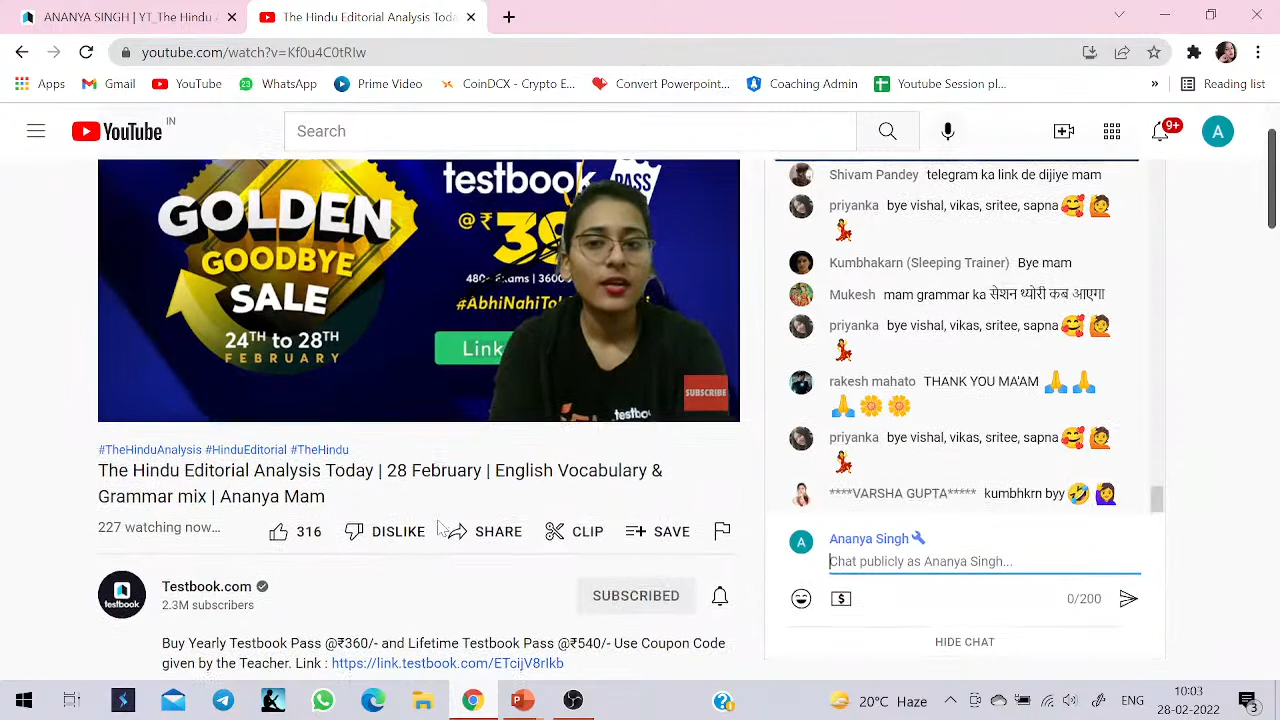 ANANYA SINGH | YT_The Hind
The Hindu Editorial Analysis Toda
youtube.com/watch?v=Kf0u4C0tRIw
Apps
Gmail
YouTube
23
WhatsApp
Prime Video
CoinDCX - Crypto E...
Convert Powerpoint...
Coaching Admin
Youtube Session pl...
»
Reading list
YouTube IN
Search
9+
A
GOLDEN
GOODBYE
SALE
24TH to 28TH
FEBRUARY
testbook
PASS
@ ₹
#AbhiNahiTo
Link
testbo
SUBSCRIBE
Shivam Pandey telegram ka link de dijiye mam
priyanka bye vishal, vikas, sritee, sapna
Kumbhakarn (Sleeping Trainer) Bye mam
Mukesh mam grammar ka सेशन थ्योरी कब आएगा
priyanka bye vishal, vikas, sritee, sapna
rakesh mahato THANK YOU MA'AM
priyanka bye vishal, vikas, sritee, sapna
****VARSHA GUPTA***** kumbhkrn byy
A
Ananya Singh
Chat publicly as Ananya Singh...
0/200
HIDE CHAT
#TheHinduAnalysis #HinduEditorial #TheHindu
The Hindu Editorial Analysis Today | 28 February | English Vocabulary &
Grammar mix | Ananya Mam
227 watching now...
316
DISLIKE
SHARE
CLIP
SAVE
testbook
Testbook.com
2.3M subscribers
SUBSCRIBED
Buy Yearly Testbook Pass @₹360/- and Lifetime Testbook Pass @₹540/- Use Coupon Code
given by the Teacher. Link : https://link.testbook.com/ETcijV8rIkb
20°C Haze
ENG
10:03
28-02-2022
3